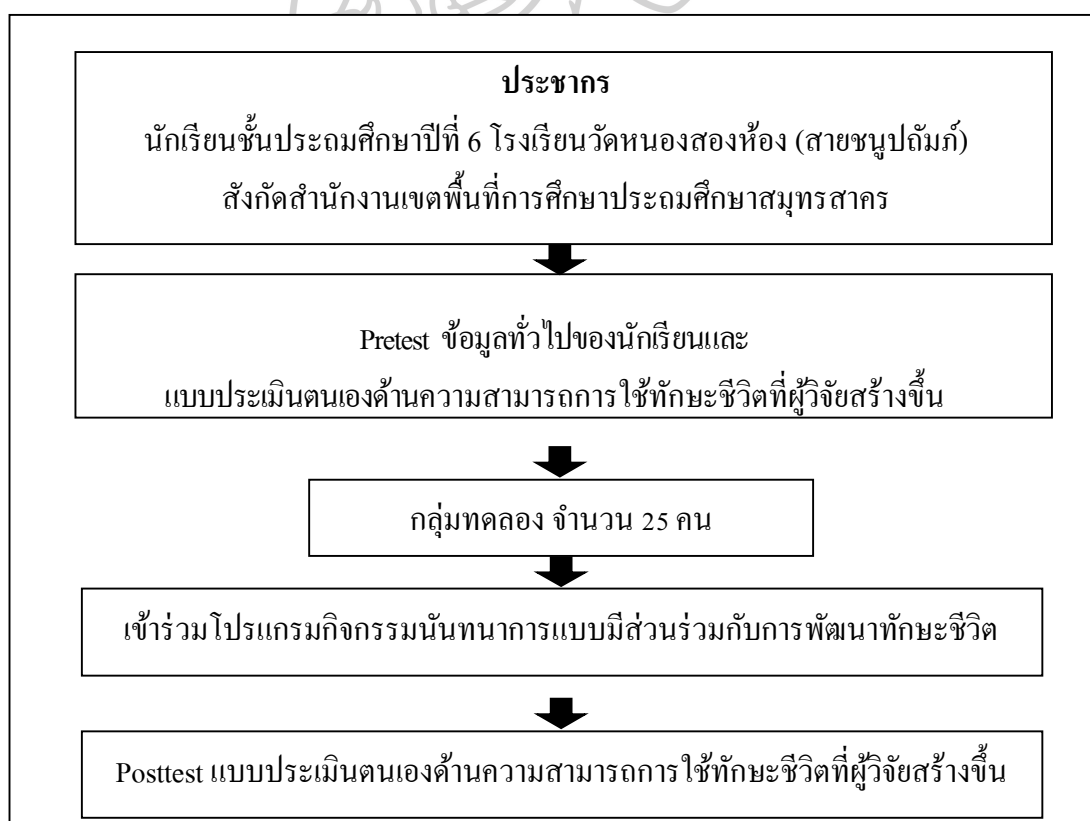 ประชากร
นักเรียนชั้นประถมศึกษาปีที่ 6 โรงเรียนวัดหนองสองห้อง (สายชนูปถัมภ์)
สังกัดสำนักงานเขตพื้นที่การศึกษาประถมศึกษาสมุทรสาคร
Pretest ข้อมูลทั่วไปของนักเรียนและ
แบบประเมินตนเองด้านความสามารถการใช้ทักษะชีวิตที่ผู้วิจัยสร้างขึ้น
กลุ่มทดลอง จำนวน 25 คน
เข้าร่วมโปรแกรมกิจกรรมนันทนาการแบบมีส่วนร่วมกับการพัฒนาทักษะชีวิต
Posttest แบบประเมินตนเองด้านความสามารถการใช้ทักษะชีวิตที่ผู้วิจัยสร้างขึ้น